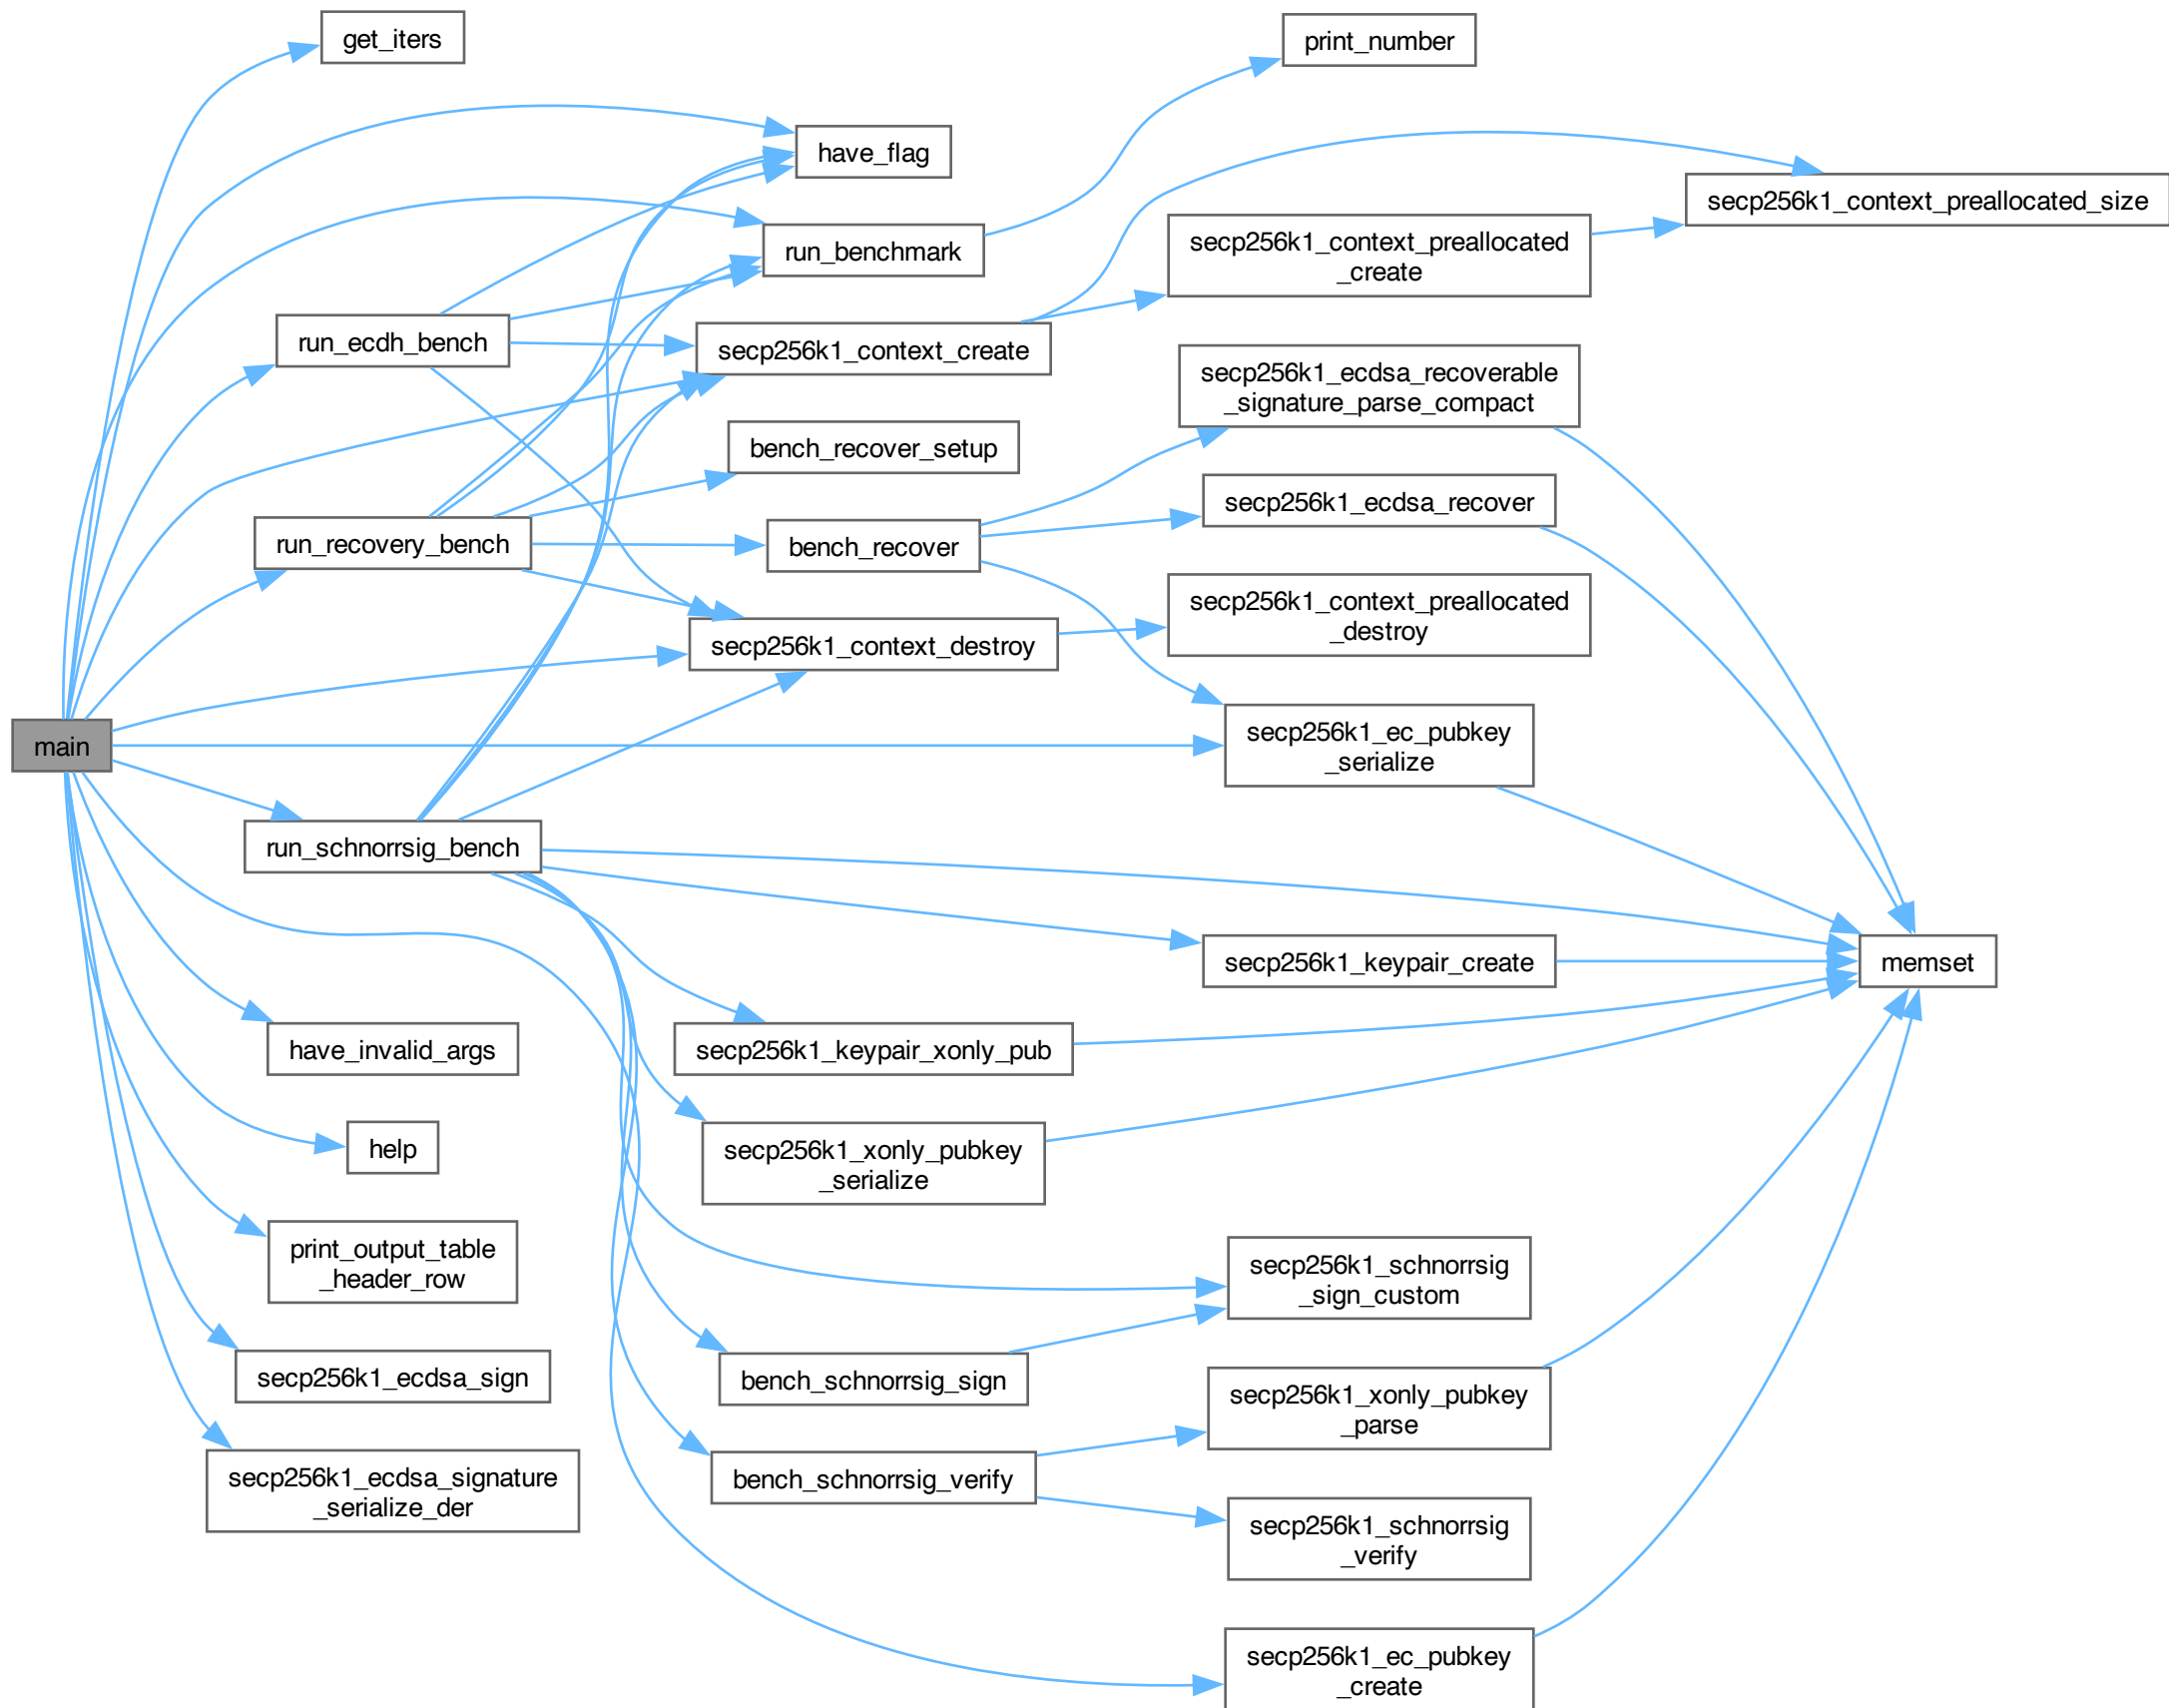 main
get_iters
have_flag
run_benchmark
print_number
run_ecdh_bench
secp256k1_context_create
secp256k1_context_preallocated
_create
secp256k1_context_preallocated_size
run_recovery_bench
bench_recover_setup
bench_recover
secp256k1_ecdsa_recoverable
_signature_parse_compact
secp256k1_ecdsa_recover
secp256k1_context_destroy
secp256k1_context_preallocated
_destroy
secp256k1_ec_pubkey
_serialize
run_schnorrsig_bench
secp256k1_keypair_create
memset
secp256k1_keypair_xonly_pub
secp256k1_xonly_pubkey
_serialize
secp256k1_schnorrsig
_sign_custom
bench_schnorrsig_sign
bench_schnorrsig_verify
secp256k1_xonly_pubkey
_parse
secp256k1_schnorrsig
_verify
secp256k1_ec_pubkey
_create
have_invalid_args
help
print_output_table
_header_row
secp256k1_ecdsa_sign
secp256k1_ecdsa_signature
_serialize_der